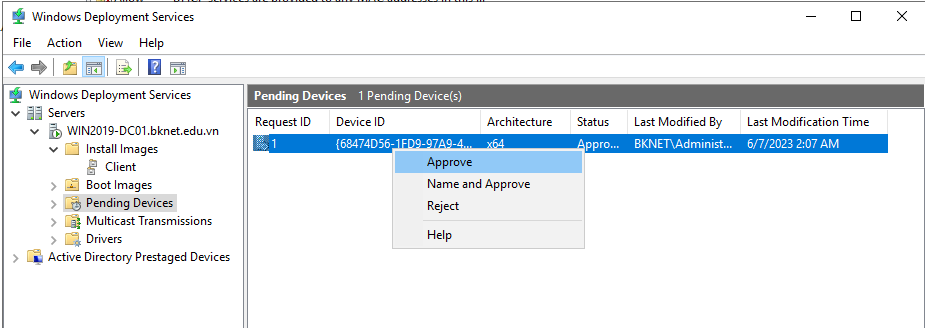 Windows Deployment Services
File Action View Help
Windows Deployment Services
Servers
WIN2019-DC01.bknet.edu.vn
Install Images
Client
Boot Images
Pending Devices
Multicast Transmissions
Drivers
Active Directory Prestaged Devices
Pending Devices 1 Pending Device(s)
Request ID Device ID Architecture Status Last Modified By Last Modification Time
1 {68474D56-1FD9-97A9-4... x64 Appro... BKNET\Administ... 6/7/2023 2:07 AM
Approve
Name and Approve
Reject
Help